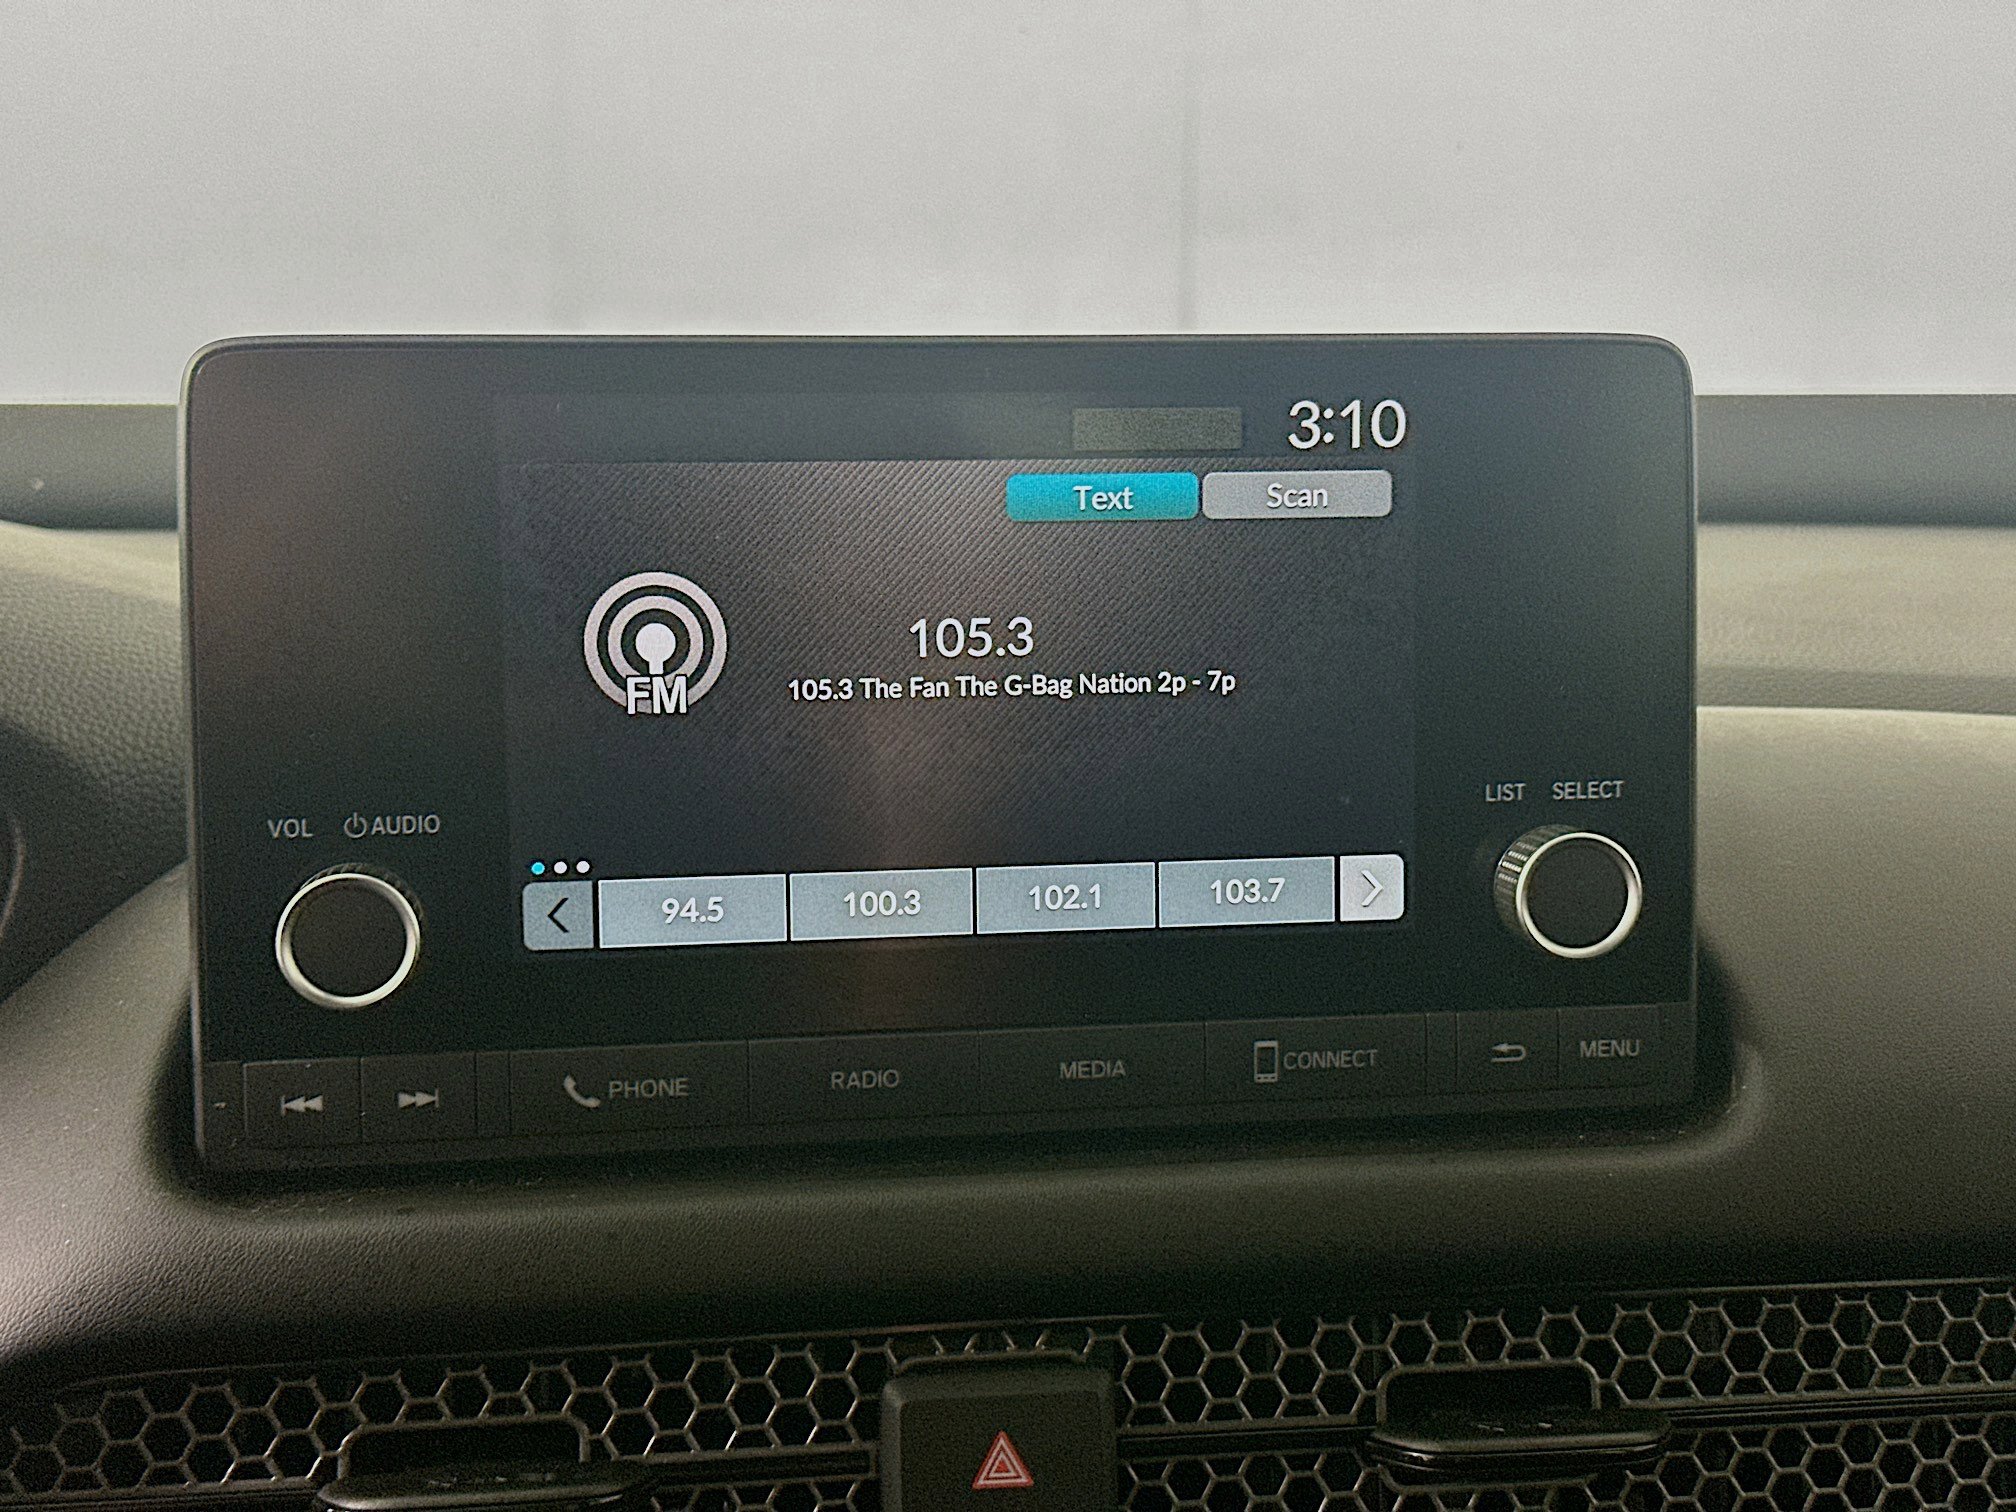 3:10
Text Scan
105.3
FM
105.3 The Fan The G-Bag Nation 2p - 7p
LIST SELECT
VOL AUDIO
94.5 100.3 102.1 103.7
PHONE RADIO MEDIA CONNECT MENU